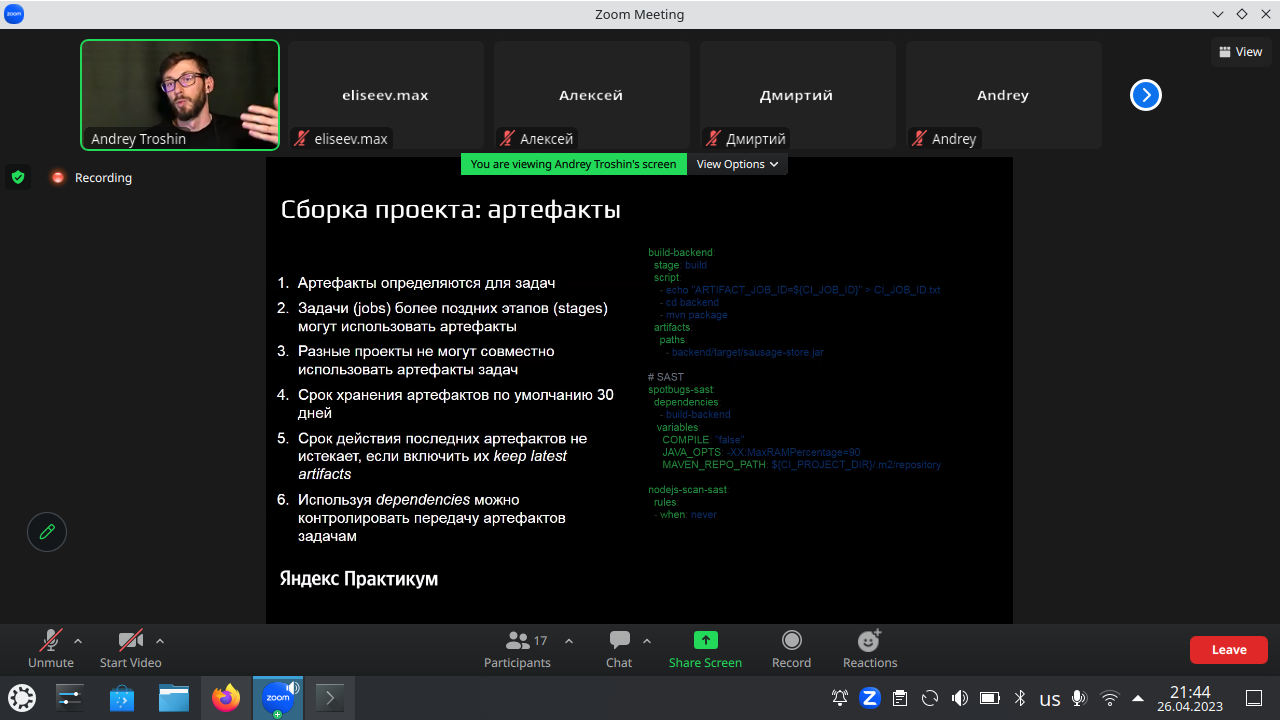 zoom
Zoom Meeting
View
eliseev.max
Алексей
Дмиртий
Andrey
Andrey Troshin
eliseev.max
Алексей
Дмиртий
Andrey
You are viewing Andrey Troshin's screen
View Options
Recording
Сборка проекта: артефакты
1. Артефакты определяются для задач
2. Задачи (jobs) более поздних этапов (stages)
могут использовать артефакты
3. Разные проекты не могут совместно
использовать артефакты задач
4. Срок хранения артефактов по умолчанию 30
дней
5. Срок действия последних артефактов не
истекает, если включить их keep latest
artifacts
6. Используя dependencies можно
контролировать передачу артефактов
задачам
build-backend:
stage: build
script:
- echo "ARTIFACT_JOB_ID=${CI_JOB_ID}" > CI_JOB_ID.txt
- cd backend
- mvn package
artifacts:
paths:
- backend/target/sausage-store.jar
# SAST
spotbugs-sast:
dependencies:
- build-backend
variables:
COMPILE: "false"
JAVA_OPTS: -XX:MaxRAMPercentage=90
MAVEN_REPO_PATH: ${CI_PROJECT_DIR}/.m2/repository
nodejs-scan-sast:
rules:
- when: never
Яндекс Практикум
Unmute
Start Video
17
Participants
Chat
Share Screen
Record
Reactions
Leave
zoom
us
21:44
26.04.2023